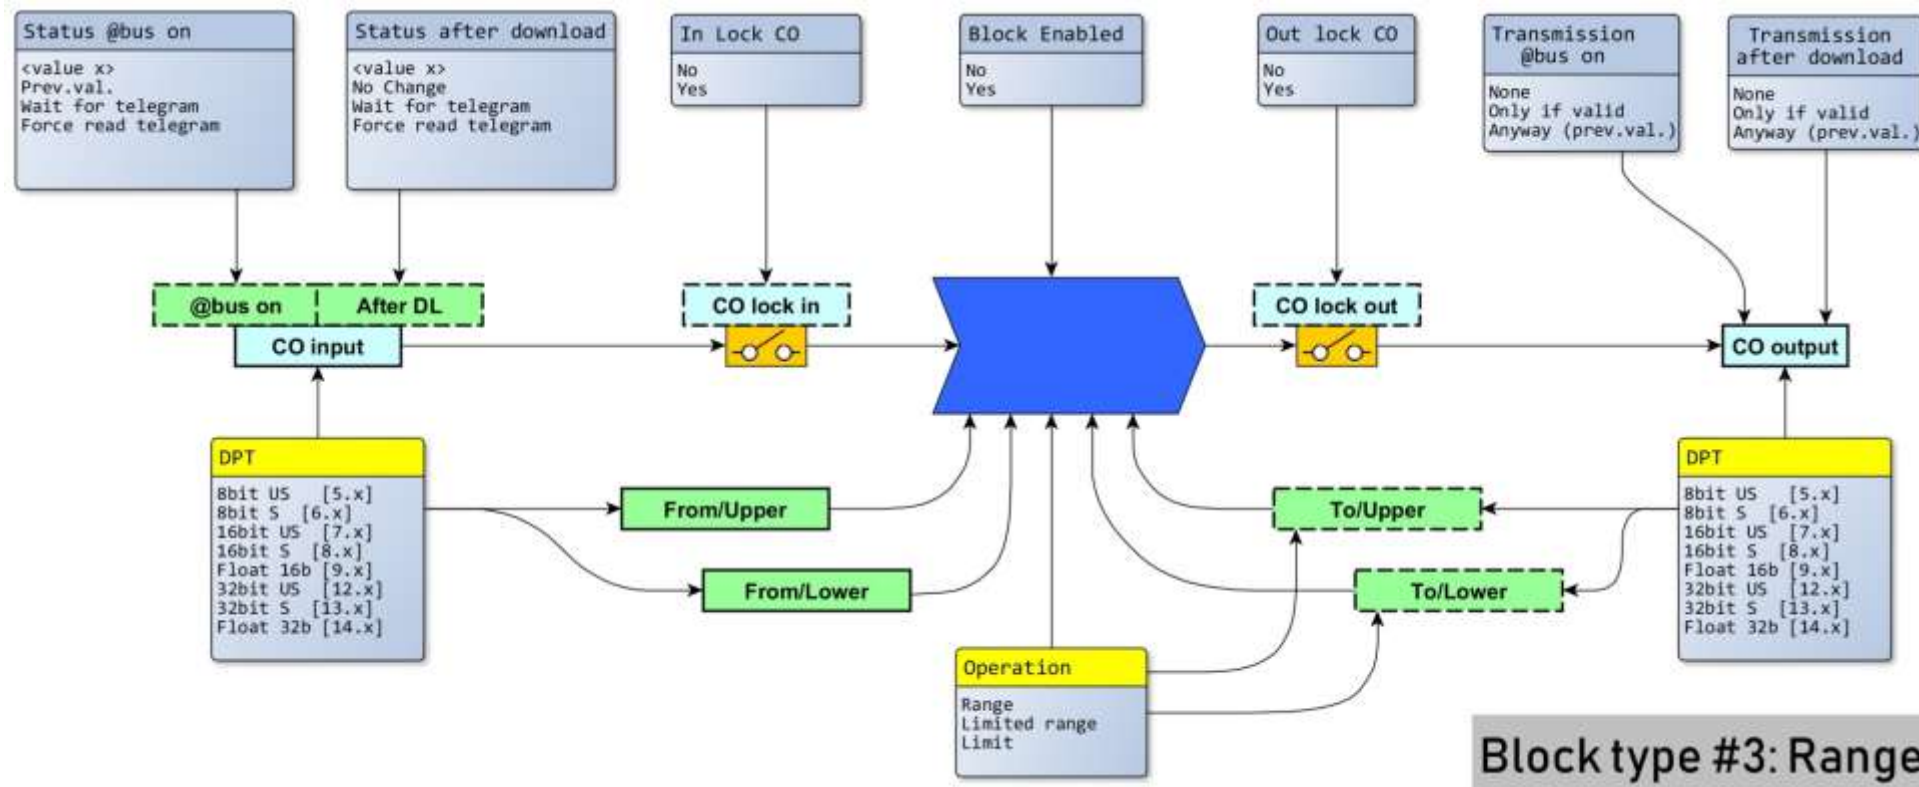 Status @bus on
<value x>
Prev.val.
Wait for telegram
Force read telegram
Status after download
<value x>
No Change
Wait for telegram
Force read telegram
In Lock CO
No
Yes
Block Enabled
No
Yes
Out lock CO
No
Yes
Transmission
@bus on
None
Only if valid
Anyway (prev.val.)
Transmission
after download
None
Only if valid
Anyway (prev.val.)
@bus on
After DL
CO input
CO lock in
CO lock out
CO output
DPT
8bit US [5.x]
8bit S [6.x]
16bit US [7.x]
16bit S [8.x]
Float 16b [9.x]
32bit US [12.x]
32bit S [13.x]
Float 32b [14.x]
From/Upper
From/Lower
To/Upper
To/Lower
DPT
8bit US [5.x]
8bit S [6.x]
16bit US [7.x]
16bit S [8.x]
Float 16b [9.x]
32bit US [12.x]
32bit S [13.x]
Float 32b [14.x]
Operation
Range
Limited range
Limit
Block type #3: Range